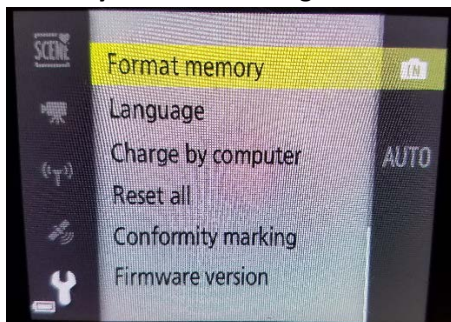 SCENE
Format memory
IN
Language
Charge by computer
AUTO
Reset all
Conformity marking
Firmware version